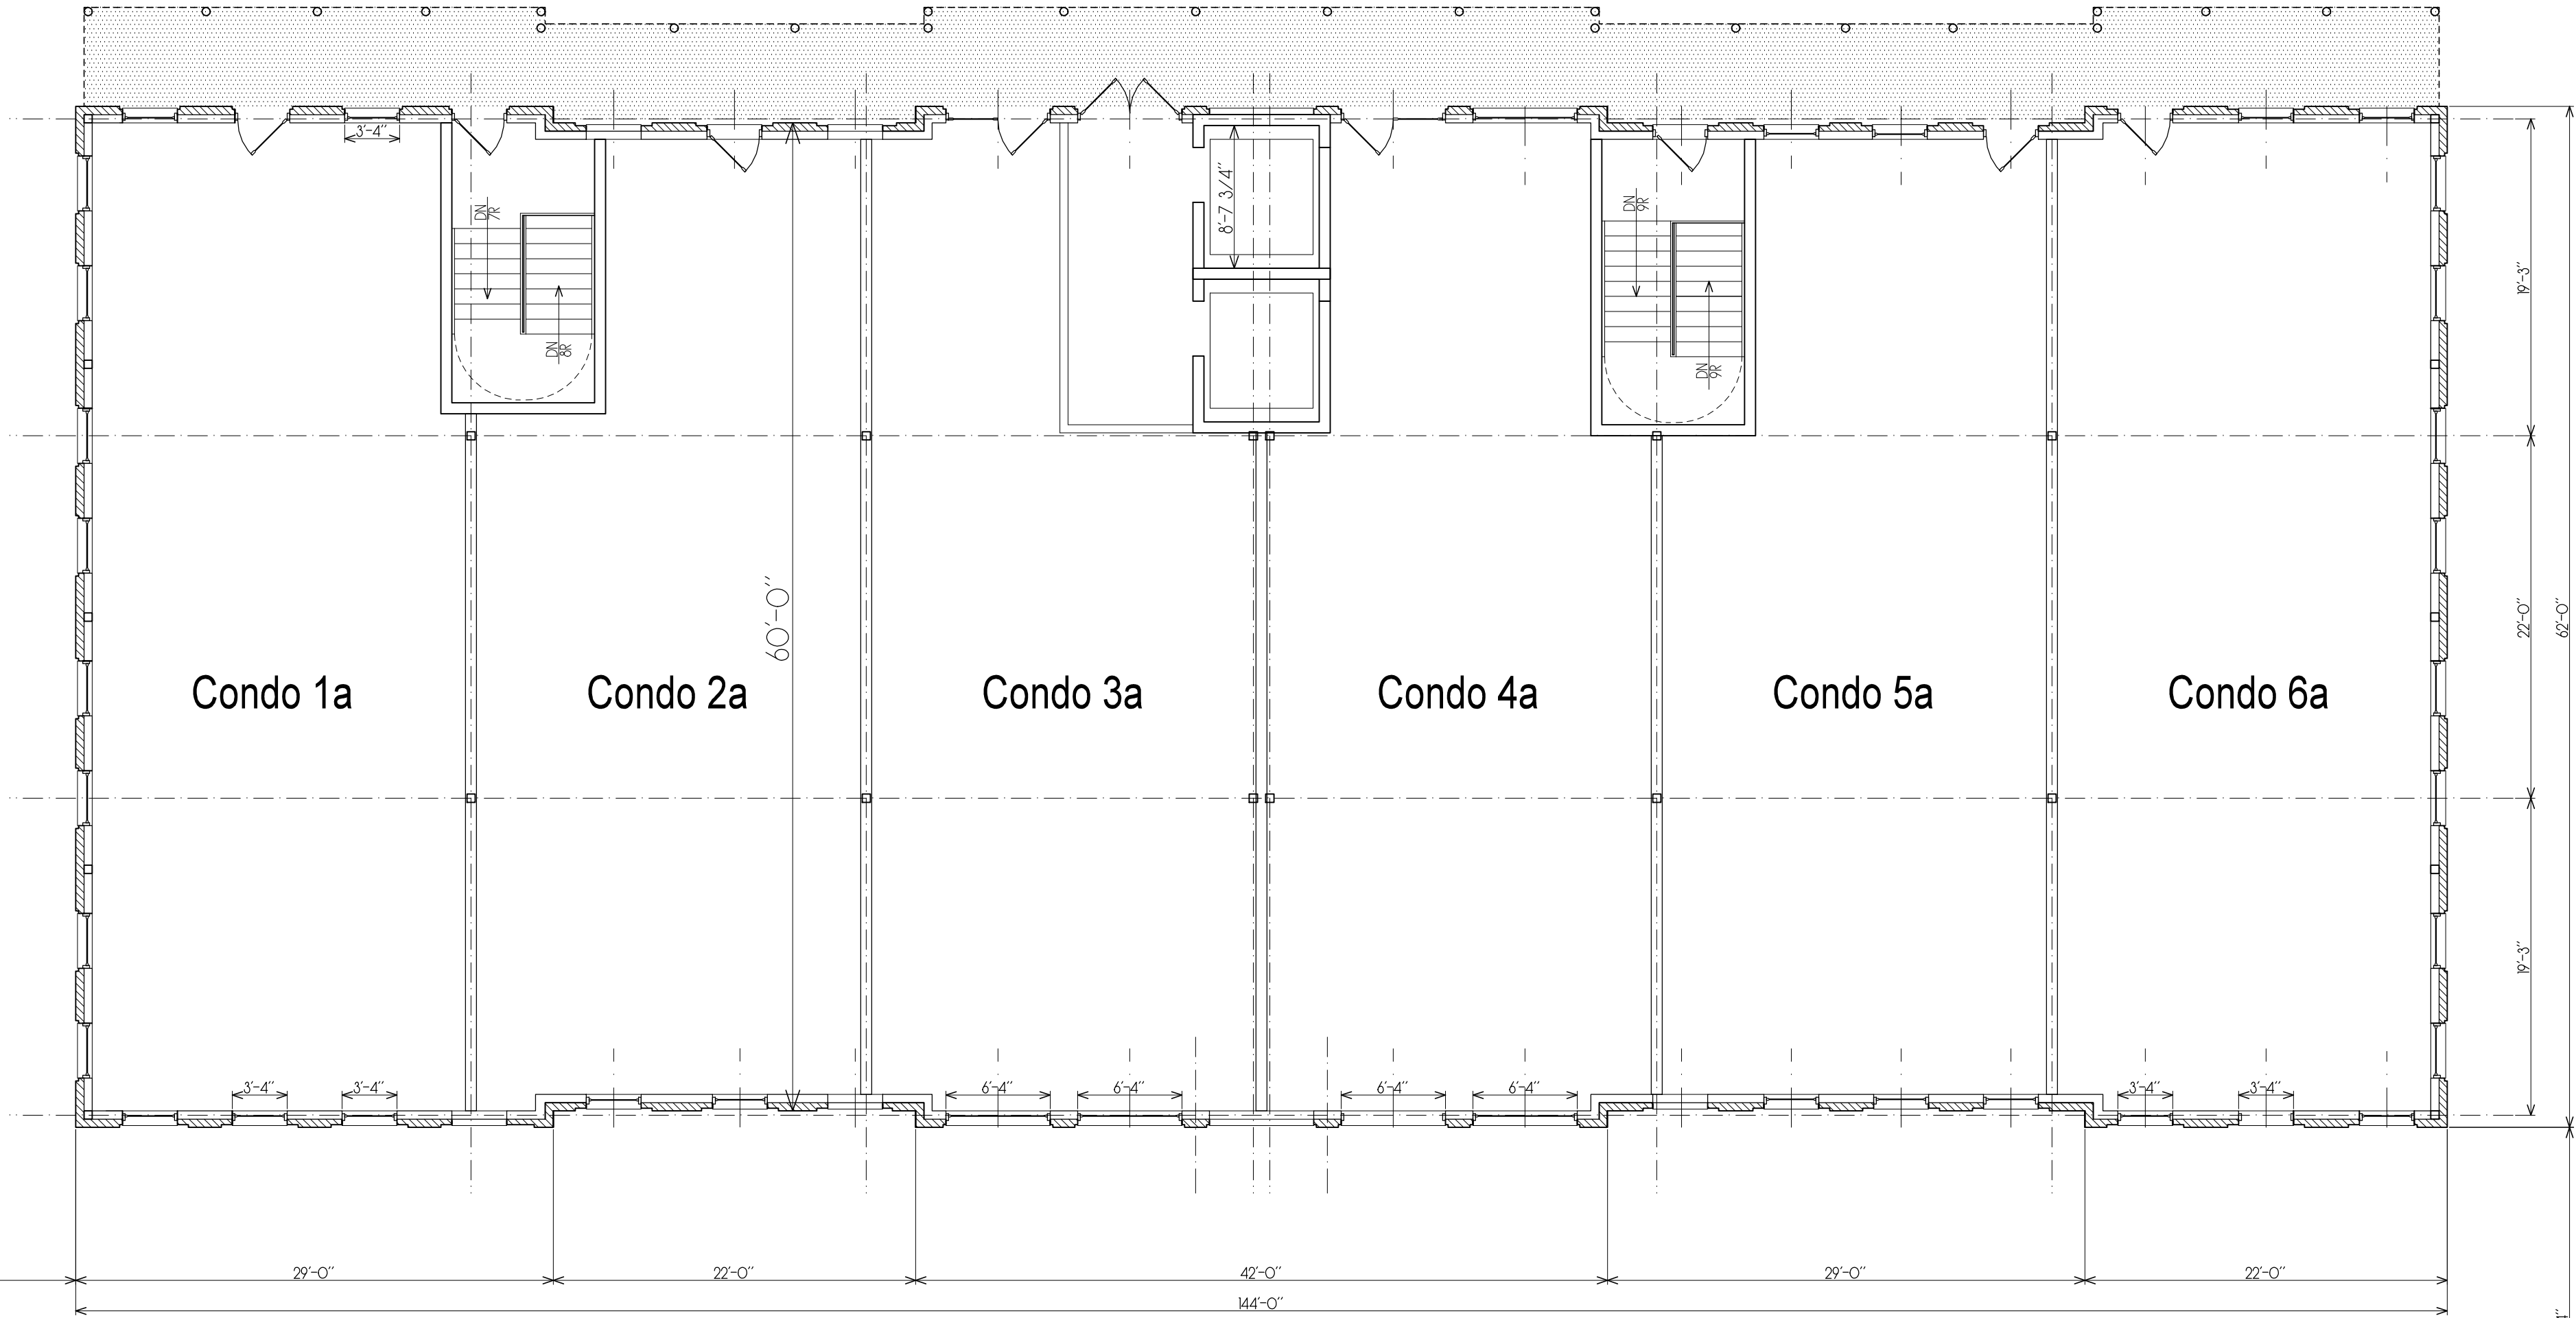 3'-4"
8'-7 3/4"
DN
7R
DN
9R
19'-3"
DN
8R
DN
9R
60'-0"
22'-0"
62'-0"
Condo 1a
Condo 2a
Condo 3a
Condo 4a
Condo 5a
Condo 6a
19'-3"
3'-4"
3'-4"
6'-4"
6'-4"
6'-4"
6'-4"
3'-4"
3'-4"
29'-0"
22'-0"
42'-0"
29'-0"
22'-0"
144'-0"